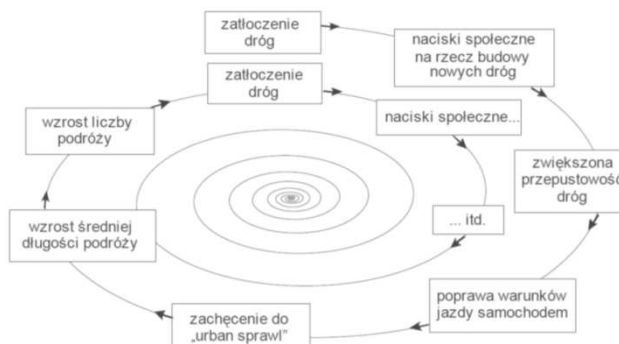 zatłoczenie
dróg
naciski społeczne
na rzecz budowy
nowych dróg
zwiększona
przepustowość
dróg
poprawa warunków
jazdy samochodem
zachęcenie do
„urban sprawl”
wzrost średniej
długości podróży
wzrost liczby
podróży
zatłoczenie
dróg
naciski społeczne...
... itd.